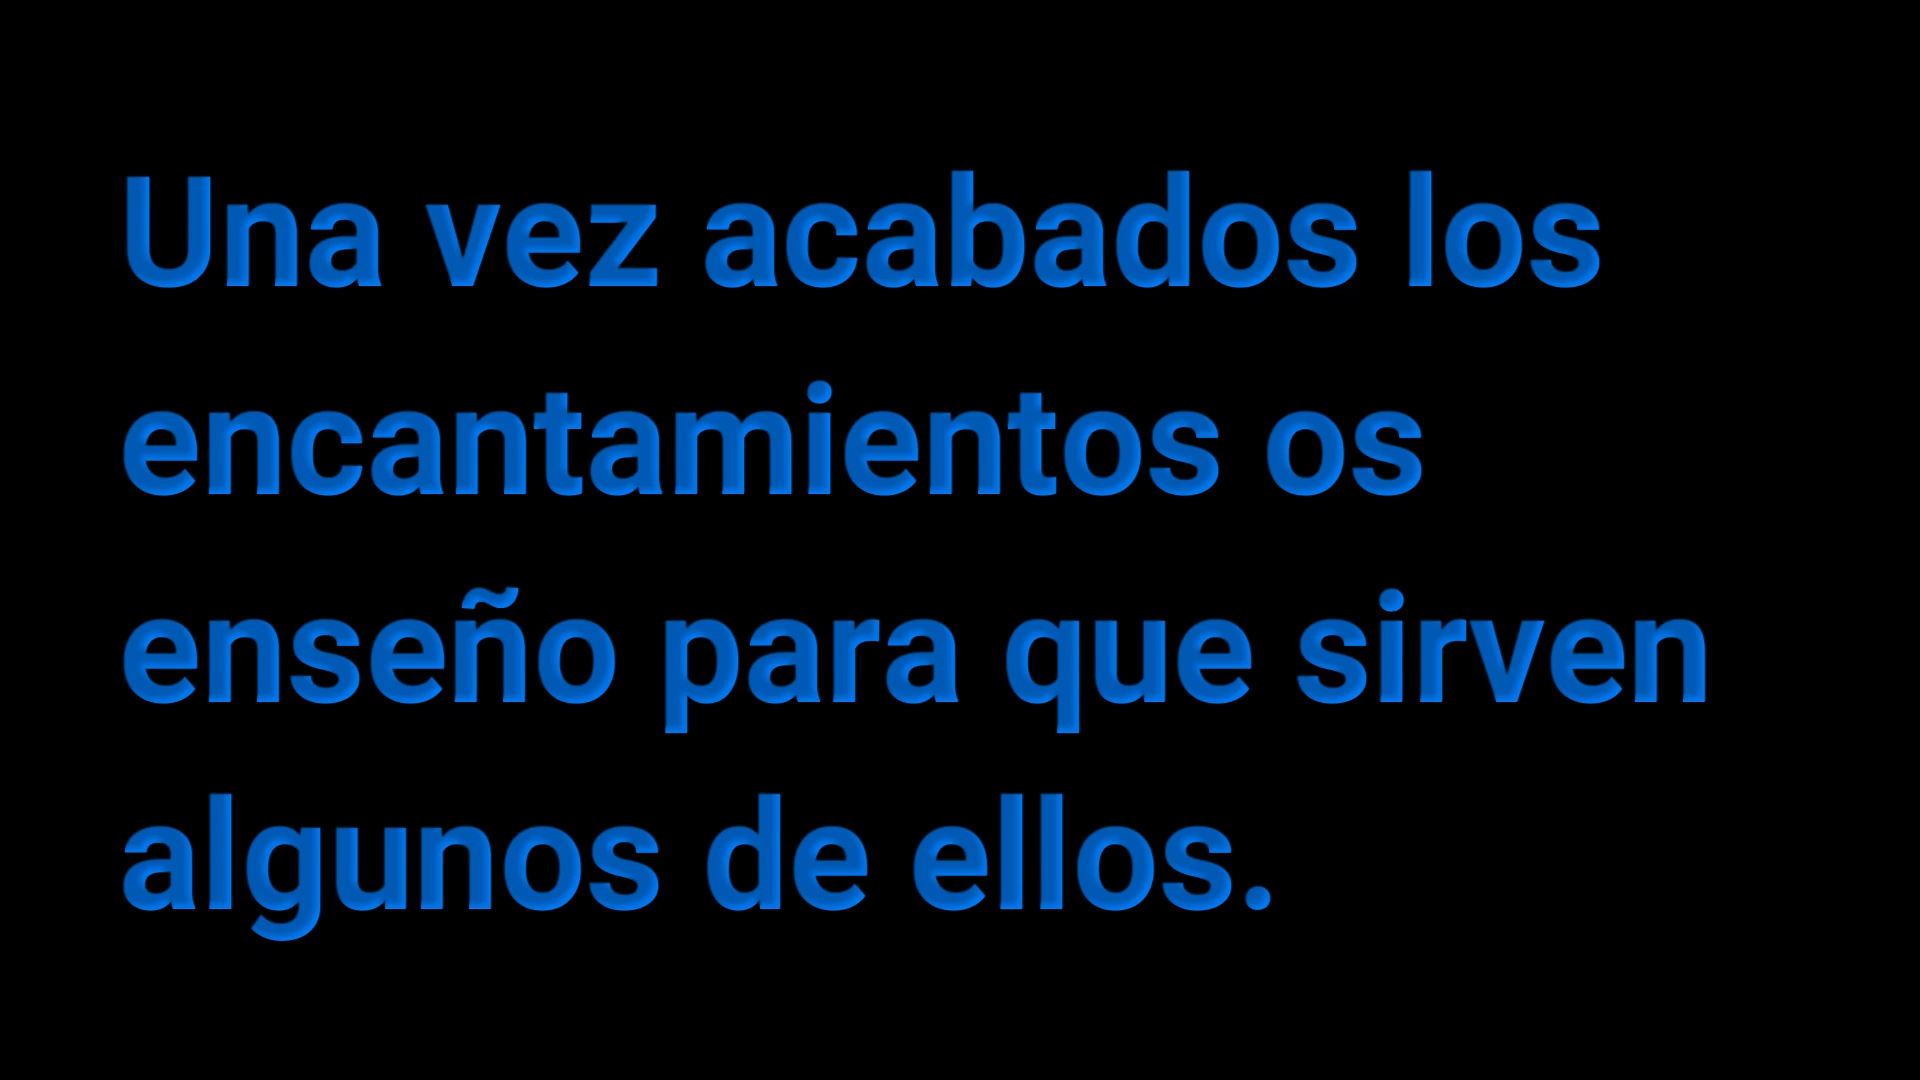 Una vez acabados los
encantamientos os
enseño para que sirven
algunos de ellos.